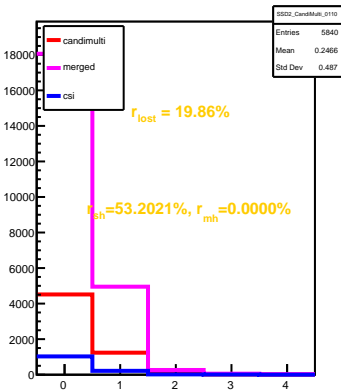 SSD2_CandiMulti_0110
Entries 5840
Mean 0.2466
Std Dev 0.487
candimulti
merged
csi
r_lost = 19.86%
r_sh=53.2021%, r_mh=0.0000%
18000
16000
14000
12000
10000
8000
6000
4000
2000
0
0 1 2 3 4